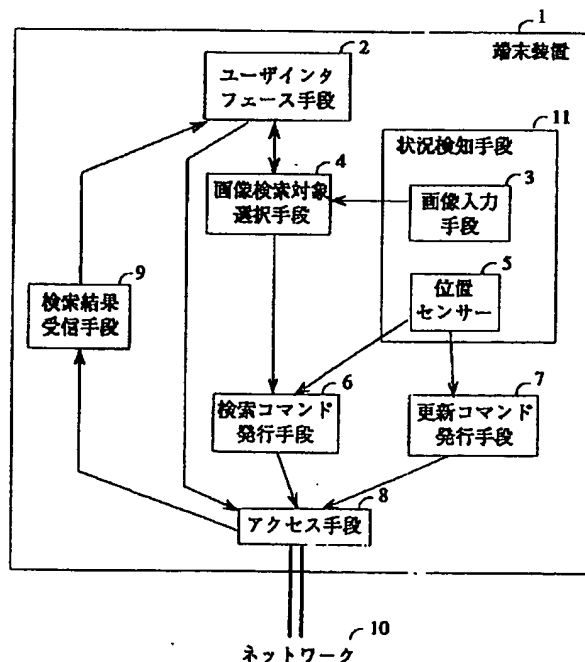 1
端末装置
2
ユーザインタ
フェース手段
11
状況検知手段
4
画像検索対象
選択手段
3
画像入力
手段
9
検索結果
受信手段
5
位置
センサー
6
検索コマンド
発行手段
7
更新コマンド
発行手段
8
アクセス手段
10
ネットワーク